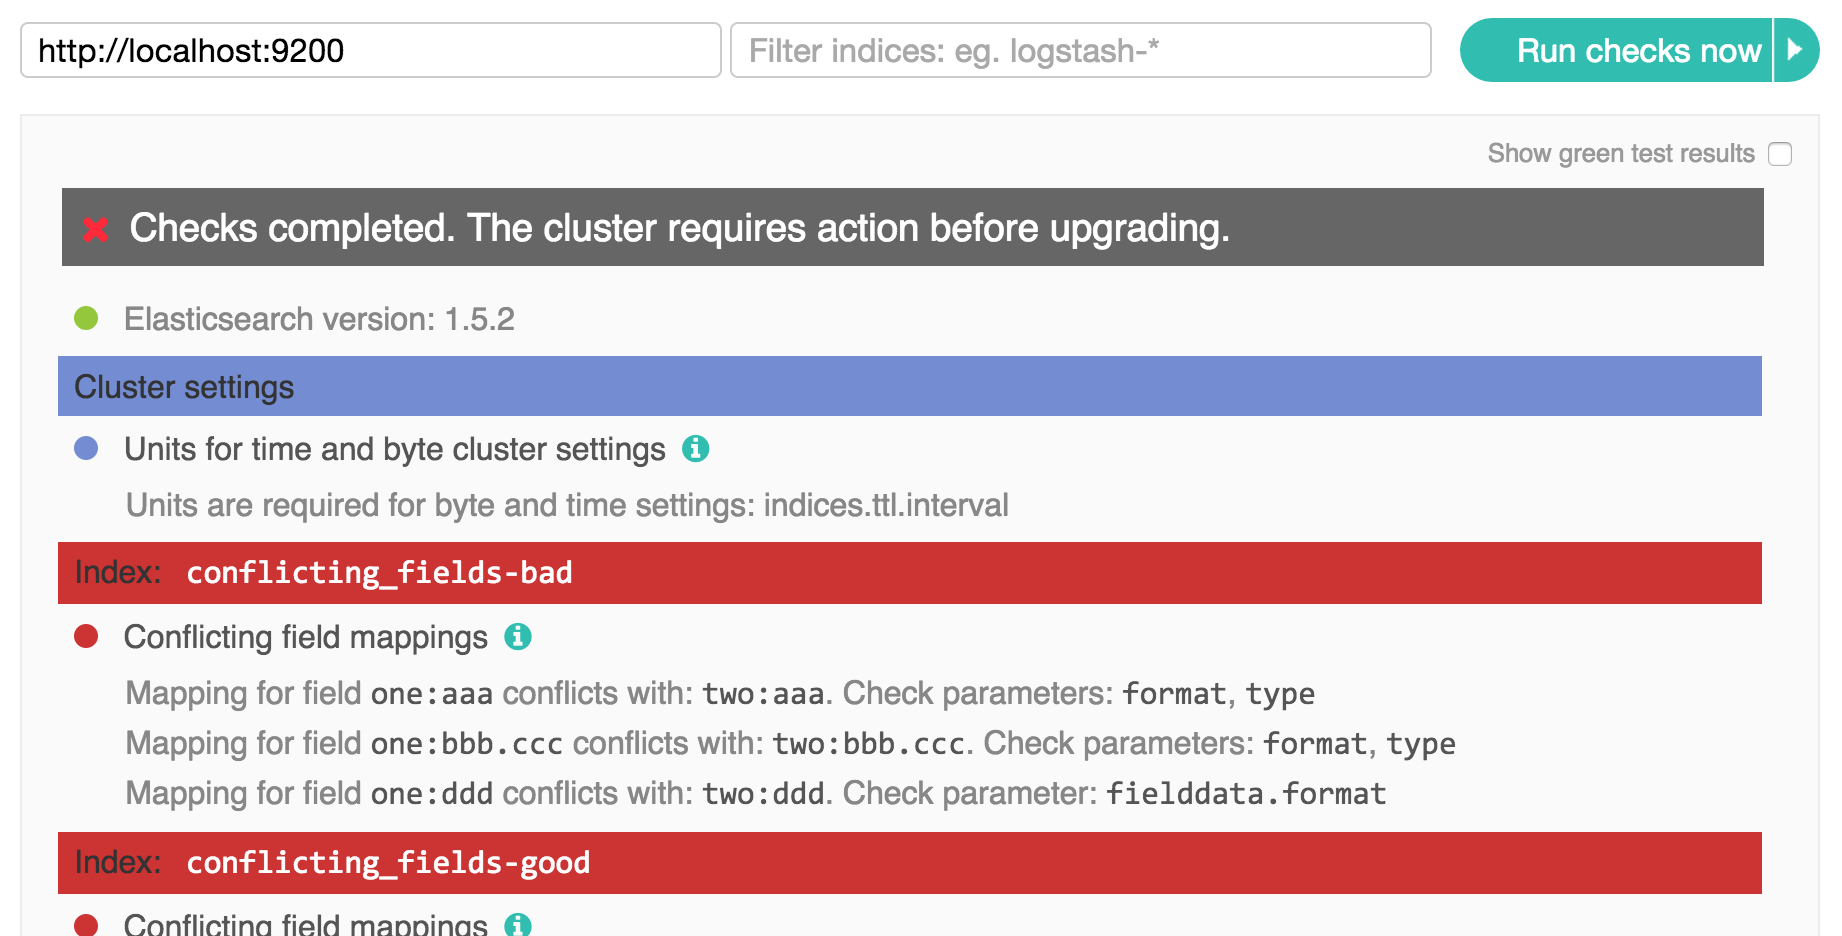 http://localhost:9200 Filter indices: eg. logstash-* Run checks now
Show green test results
Checks completed. The cluster requires action before upgrading.
Elasticsearch version: 1.5.2
Cluster settings
Units for time and byte cluster settings
Units are required for byte and time settings: indices.ttl.interval
Index: conflicting_fields-bad
Conflicting field mappings
Mapping for field one:aaa conflicts with: two:aaa. Check parameters: format, type
Mapping for field one:bbb.ccc conflicts with: two:bbb.ccc. Check parameters: format, type
Mapping for field one:ddd conflicts with: two:ddd. Check parameter: fielddata.format
Index: conflicting_fields-good
Conflicting field mappings